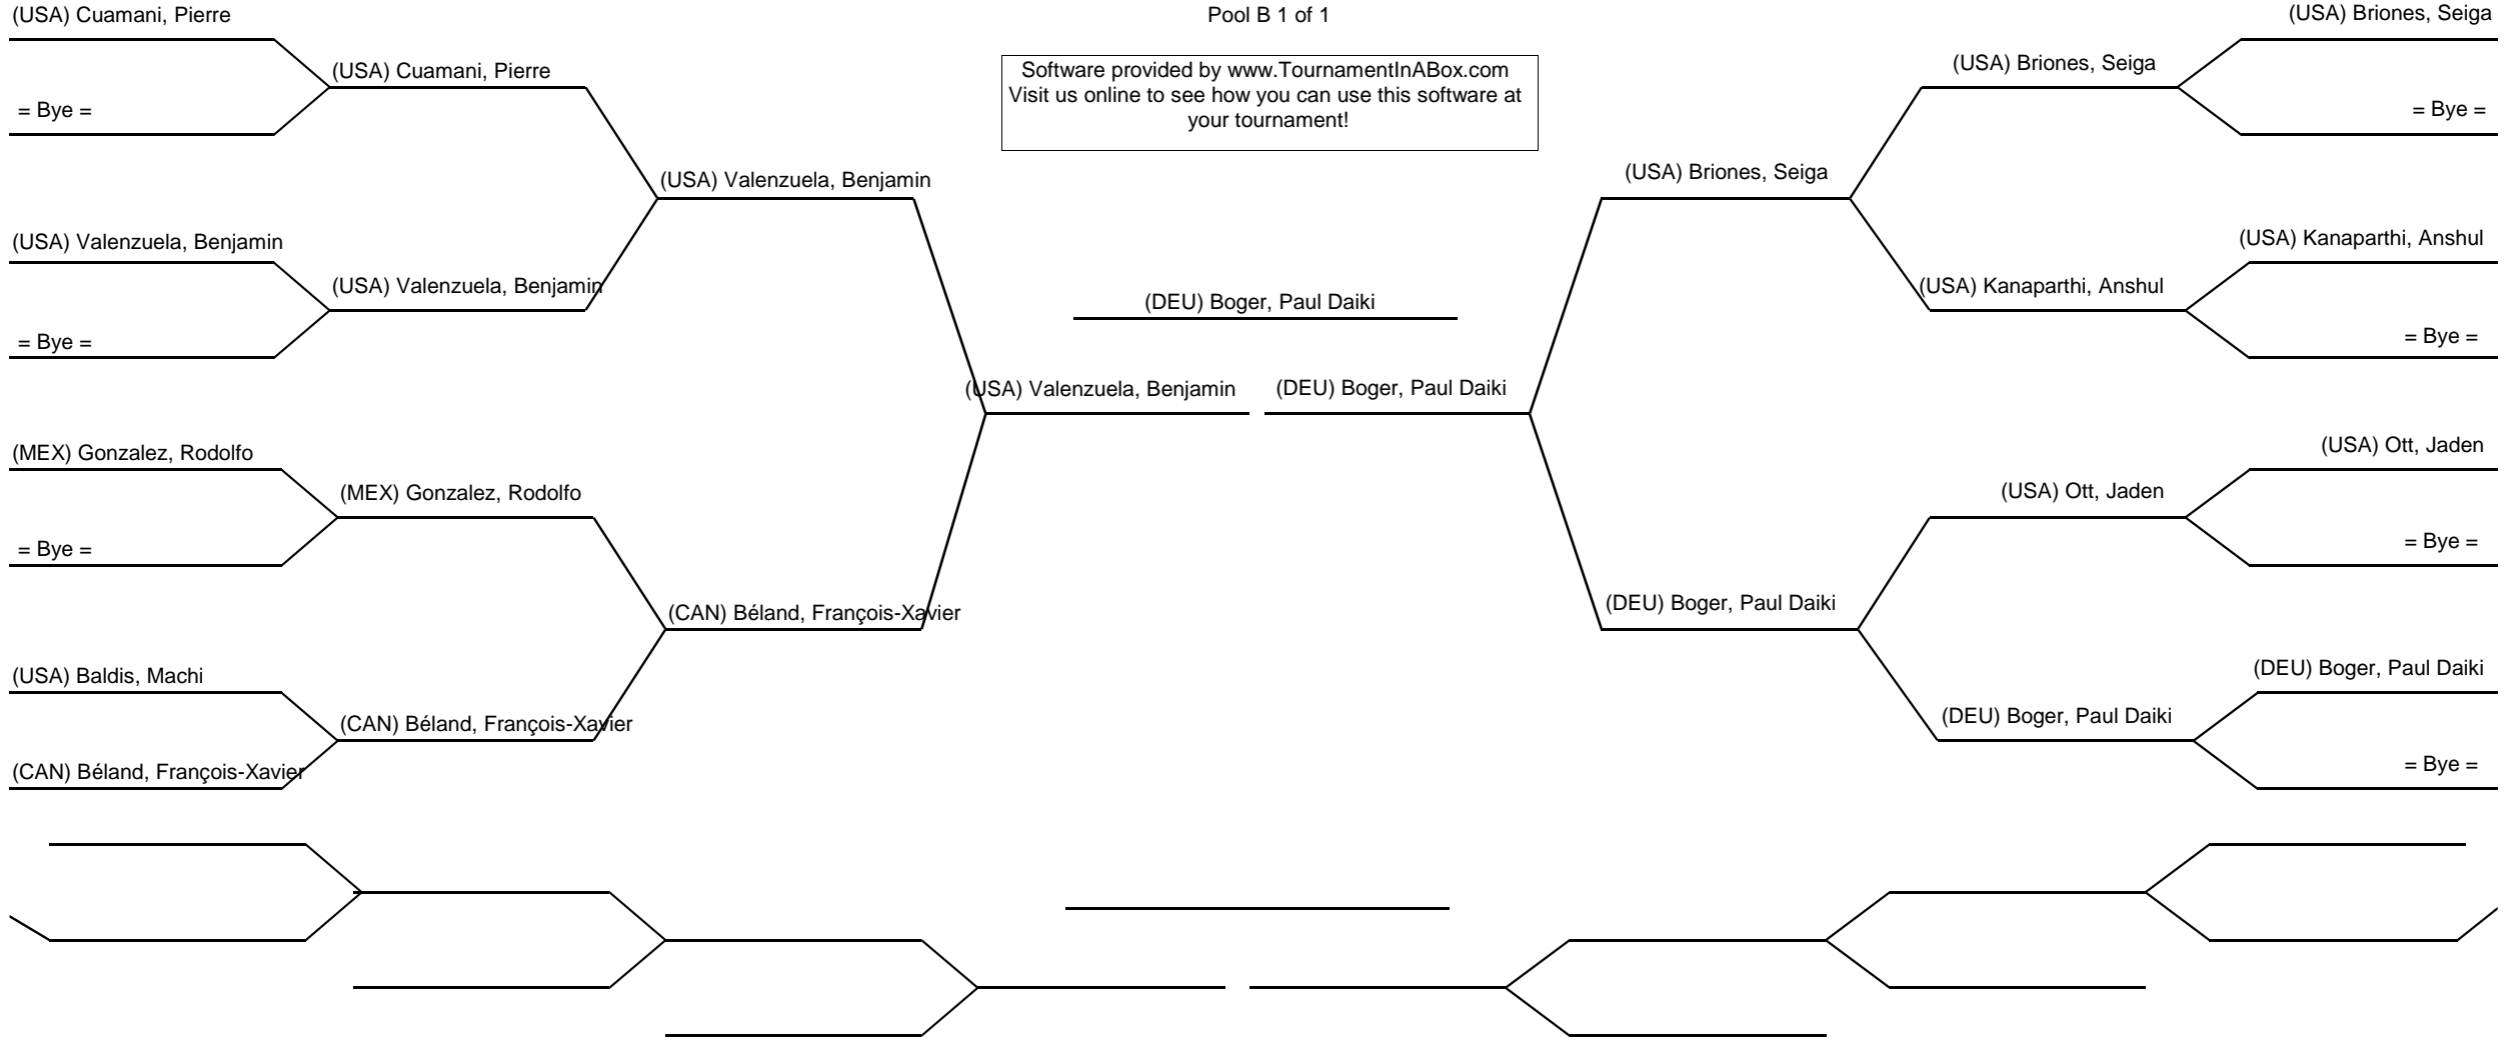 (USA) Cuamani, Pierre
Pool B 1 of 1
(USA) Briones, Seiga
(USA) Cuamani, Pierre
Software provided by www.TournamentInABox.com
Visit us online to see how you can use this software at
your tournament!
(USA) Briones, Seiga
= Bye =
= Bye =
(USA) Valenzuela, Benjamin
(USA) Briones, Seiga
(USA) Valenzuela, Benjamin
(USA) Kanaparthi, Anshul
(USA) Valenzuela, Benjamin
(DEU) Boger, Paul Daiki
(USA) Kanaparthi, Anshul
= Bye =
= Bye =
(USA) Valenzuela, Benjamin
(DEU) Boger, Paul Daiki
(MEX) Gonzalez, Rodolfo
(USA) Ott, Jaden
(MEX) Gonzalez, Rodolfo
(USA) Ott, Jaden
= Bye =
= Bye =
(CAN) Béland, François-Xavier
(DEU) Boger, Paul Daiki
(USA) Baldis, Machi
(DEU) Boger, Paul Daiki
(CAN) Béland, François-Xavier
(DEU) Boger, Paul Daiki
(CAN) Béland, François-Xavier
= Bye =